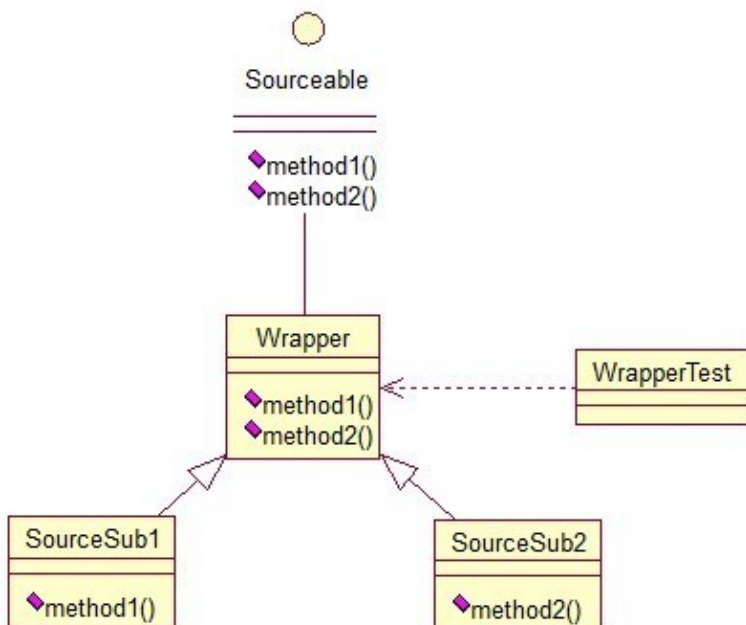 Sourceable
method1()
method2()
Wrapper
method1()
method2()
WrapperTest
SourceSub1
method1()
SourceSub2
method2()